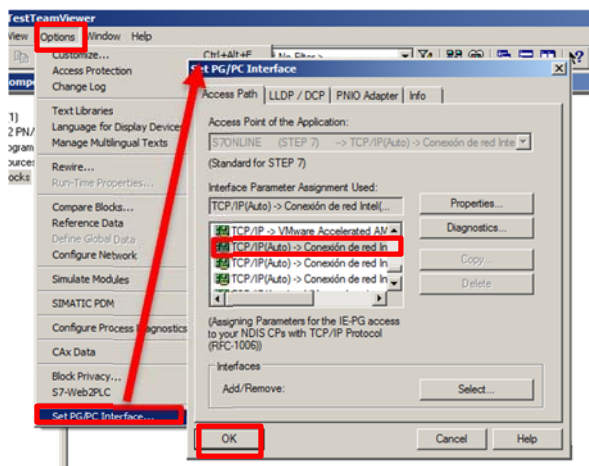 TestTeamViewer
View Options Window Help
Customize... Ctrl+Alt+E
Access Protection
Change Log
Text Libraries
Language for Display Device
Manage Multilingual Texts
Rewire...
Run-Time Properties...
Compare Blocks...
Reference Data
Define Global Data
Configure Network
Simulate Modules
SIMATIC PDM
Configure Process Diagnostics
CAx Data
Block Privacy...
S7-Web2PLC
Set PG/PC Interface...
Set PG/PC Interface
Access Path LLDP / DCP PNIO Adapter Info
Access Point of the Application:
S7ONLINE (STEP 7) -> TCP/IP(Auto) -> Conexión de red Inte
(Standard for STEP 7)
Interface Parameter Assignment Used:
TCP/IP(Auto) -> Conexión de red Intel(...
Properties...
TCP/IP -> VMware Accelerated AM
Diagnostics...
TCP/IP(Auto) -> Conexión de red In
TCP/IP(Auto) -> Conexión de red In
Copy...
TCP/IP(Auto) -> Conexión de red In
Delete
(Assigning Parameters for the IE-PG access
to your NDIS CPs with TCP/IP Protocol
(RFC-1006))
Interfaces
Add/Remove: Select...
OK Cancel Help